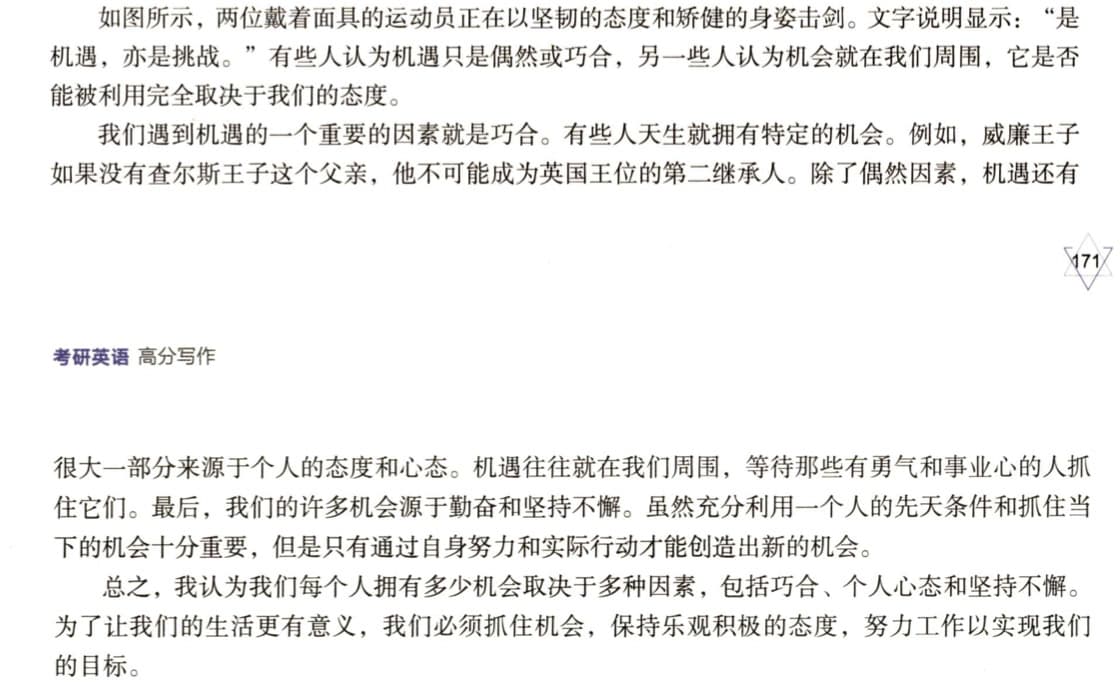 如图所示，两位戴着面具的运动员正在以坚韧的态度和矫健的身姿击剑。文字说明显示：“是
机遇，亦是挑战。”有些人认为机遇只是偶然或巧合，另一些人认为机会就在我们周围，它是否
能被利用完全取决于我们的态度。
我们遇到机遇的一个重要的因素就是巧合。有些人天生就拥有特定的机会。例如，威廉王子
如果没有查尔斯王子这个父亲，他不可能成为英国王位的第二继承人。除了偶然因素，机遇还有
171
考研英语 高分写作
很大一部分来源于个人的态度和心态。机遇往往就在我们周围，等待那些有勇气和事业心的人抓
住它们。最后，我们的许多机会源于勤奋和坚持不懈。虽然充分利用一个人的先天条件和抓住当
下的机会十分重要，但是只有通过自身努力和实际行动才能创造出新的机会。
总之，我认为我们每个人拥有多少机会取决于多种因素，包括巧合、个人心态和坚持不懈。
为了让我们的生活更有意义，我们必须抓住机会，保持乐观积极的态度，努力工作以实现我们
的目标。